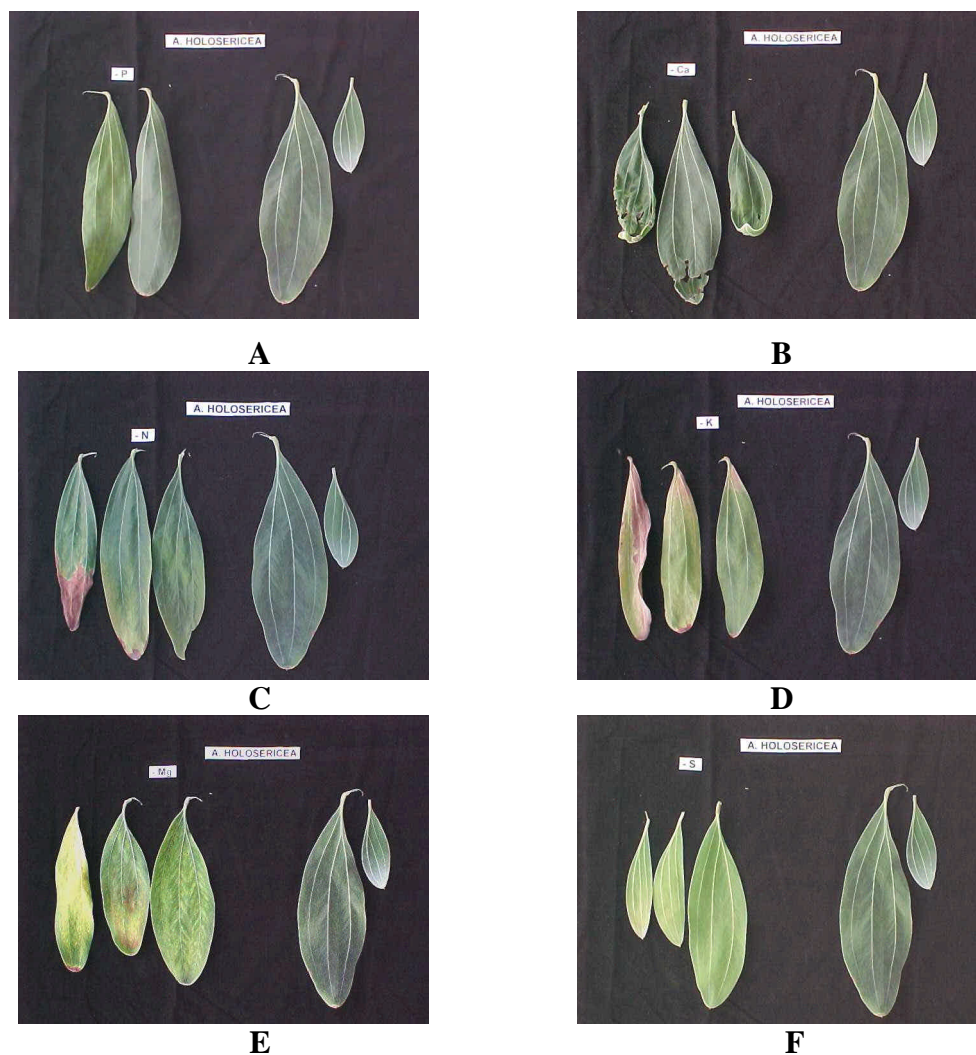 A. HOLOSERICEA
- P
A. HOLOSERICEA
- Ca
A
B
A. HOLOSERICEA
- N
A. HOLOSERICEA
- K
C
D
A. HOLOSERICEA
- Mg
A. HOLOSERICEA
- S
E
F